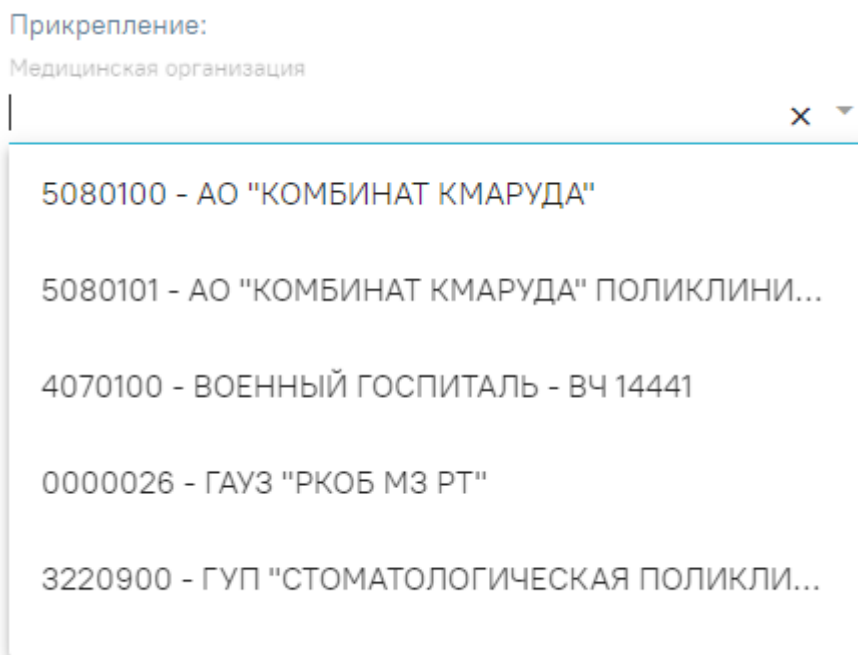 Прикрепление:
Медицинская организация
5080100 - АО "КОМБИНАТ КМАРУДА"
5080101 - АО "КОМБИНАТ КМАРУДА" ПОЛИКЛИНИ...
4070100 - ВОЕННЫЙ ГОСПИТАЛЬ - ВЧ 14441
0000026 - ГАУЗ "РКОБ МЗ РТ"
3220900 - ГУП "СТОМАТОЛОГИЧЕСКАЯ ПОЛИКЛИ...